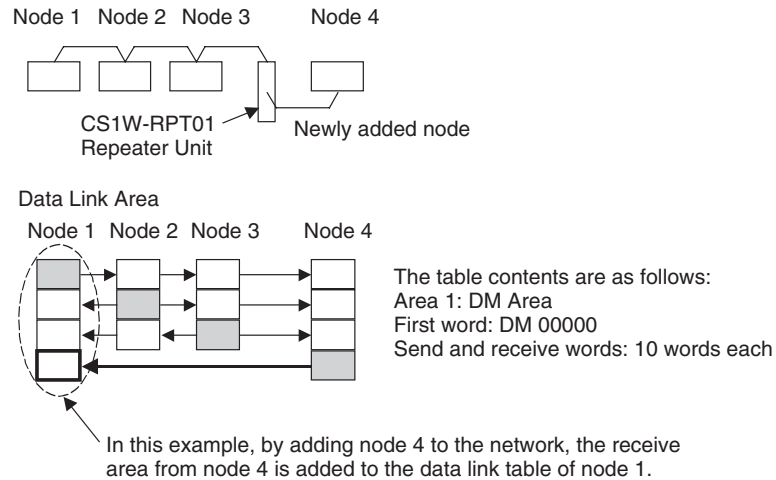 Node 1 Node 2 Node 3 Node 4
CS1W-RPT01
Repeater Unit
Newly added node
Data Link Area
Node 1 Node 2 Node 3 Node 4
The table contents are as follows:
Area 1: DM Area
First word: DM 00000
Send and receive words: 10 words each
In this example, by adding node 4 to the network, the receive
area from node 4 is added to the data link table of node 1.